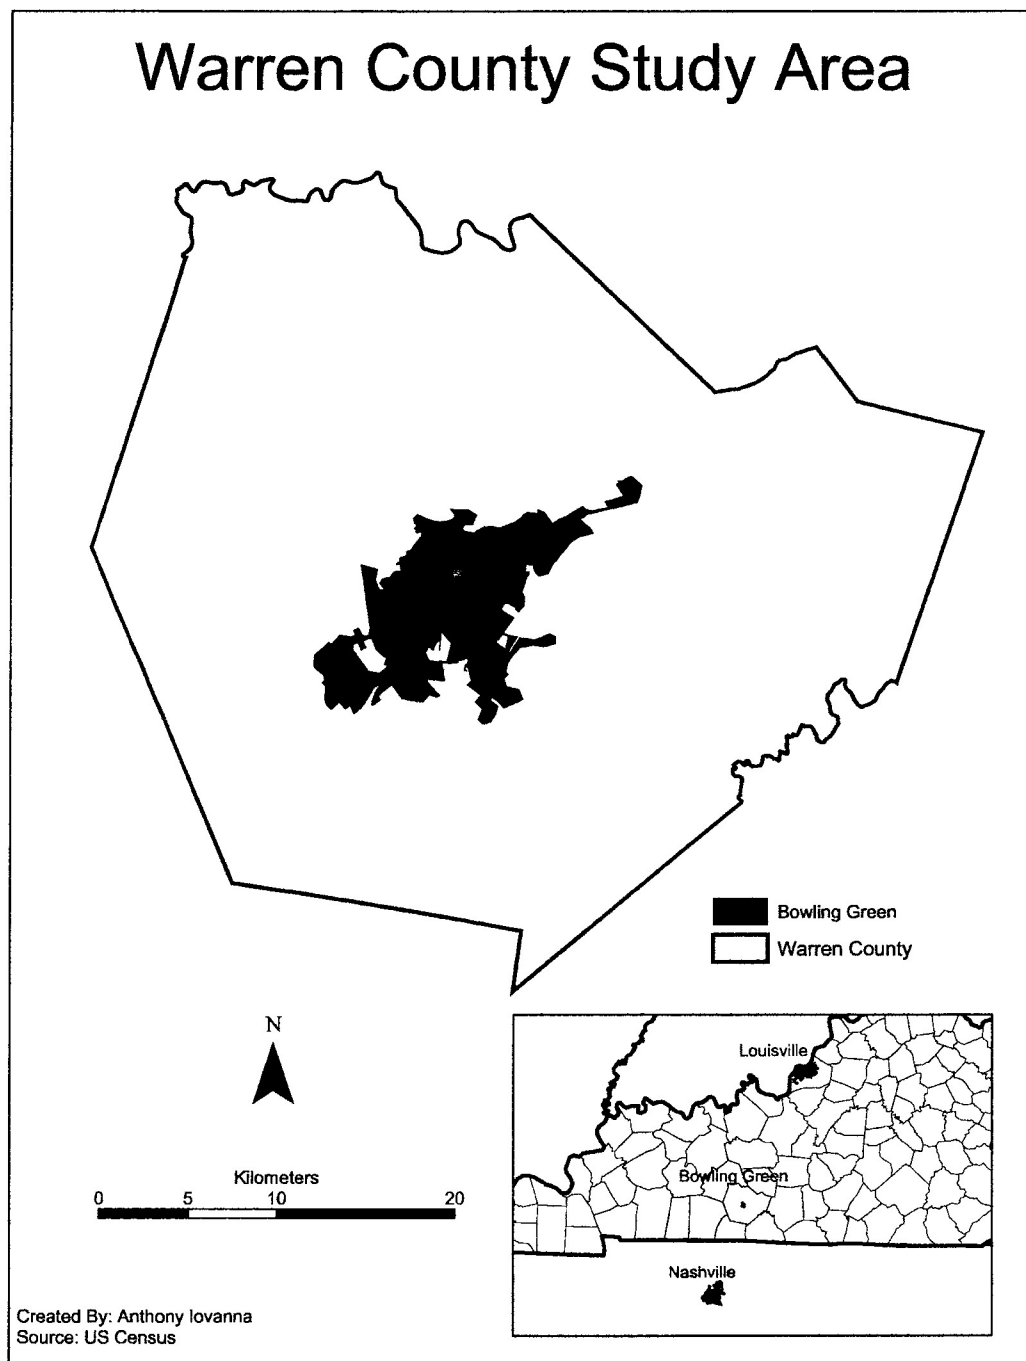 Warren County Study Area
Bowling Green
Warren County
N
Kilometers
0 5 10 20
Louisville
Bowling Green
Nashville
Created By: Anthony Iovanna
Source: US Census